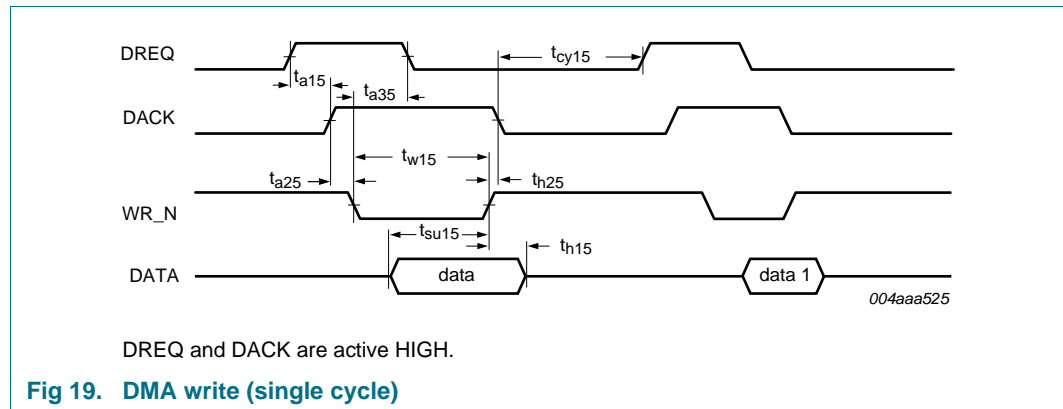 DREQ
t_cy15
t_a15
t_a35
DACK
t_w15
t_a25
t_h25
WR_N
t_su15
t_h15
DATA
data
data 1
004aaa525
DREQ and DACK are active HIGH.
Fig 19. DMA write (single cycle)